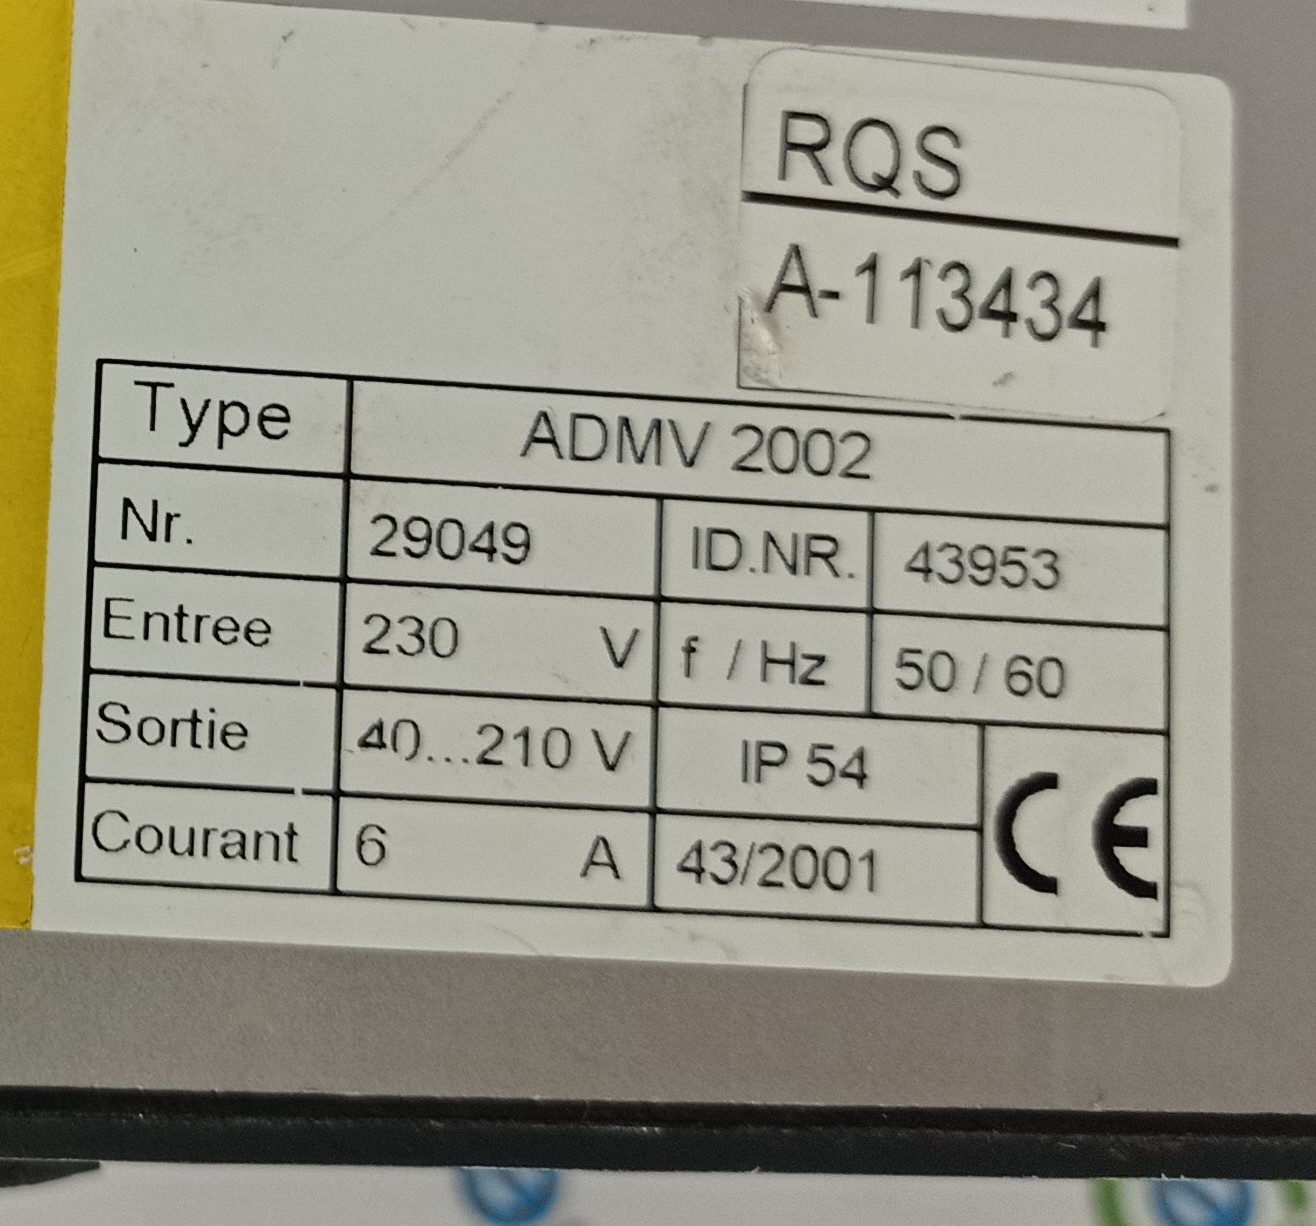 RQS
A-113434
Type ADMV 2002
Nr. 29049 ID.NR. 43953
Entree 230 V f / Hz 50 / 60
Sortie 40...210 V IP 54
Courant 6 A 43/2001
CE